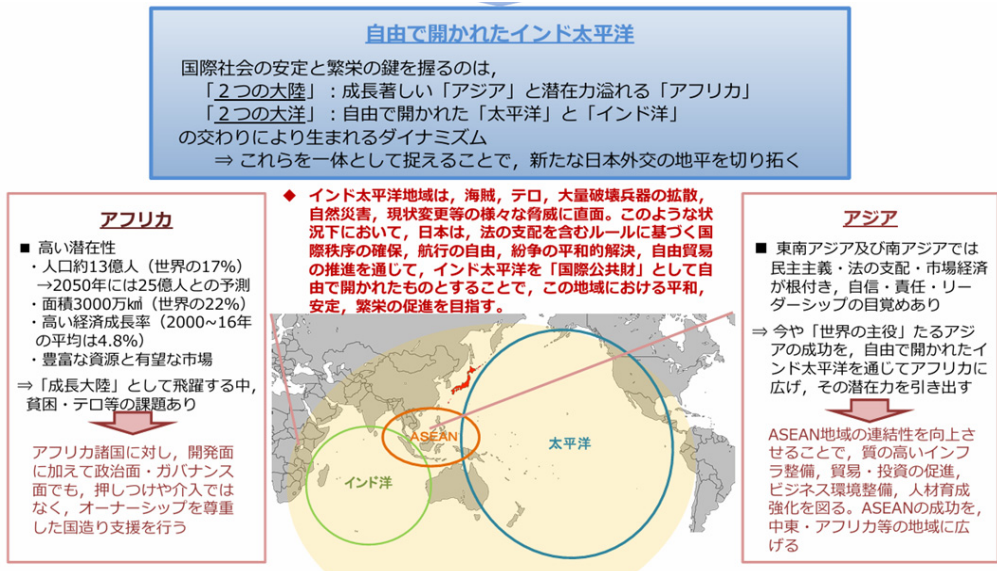 自由で開かれたインド太平洋
国際社会の安定と繁栄の鍵を握るのは，
「２つの大陸」：成長著しい「アジア」と潜在力溢れる「アフリカ」
「２つの大洋」：自由で開かれた「太平洋」と「インド洋」
の交わりにより生まれるダイナミズム
⇒ これらを一体として捉えることで，新たな日本外交の地平を切り拓く
アフリカ
■ 高い潜在性
・人口約13億人（世界の17%）
→2050年には25億人との予測
・面積3000万㎢（世界の22%）
・高い経済成長率（2000~16年
の平均は4.8%）
・豊富な資源と有望な市場
⇒「成長大陸」として飛躍する中，
貧困・テロ等の課題あり
アフリカ諸国に対し，開発面
に加えて政治面・ガバナンス
面でも，押しつけや介入では
なく，オーナーシップを尊重
した国造り支援を行う
◆ インド太平洋地域は，海賊，テロ，大量破壊兵器の拡散，
自然災害，現状変更等の様々な脅威に直面。このような状
況下において，日本は，法の支配を含むルールに基づく国
際秩序の確保，航行の自由，紛争の平和的解決，自由貿易
の推進を通じて，インド太平洋を「国際公共財」として自
由で開かれたものとすることで，この地域における平和，
安定，繁栄の促進を目指す。
ASEAN
インド洋
太平洋
アジア
■ 東南アジア及び南アジアでは
民主主義・法の支配・市場経済
が根付き，自信・責任・リー
ダーシップの目覚めあり
⇒ 今や「世界の主役」たるアジ
アの成功を，自由で開かれたイ
ンド太平洋を通じてアフリカに
広げ，その潜在力を引き出す
ASEAN地域の連結性を向上さ
せることで，質の高いインフ
ラ整備，貿易・投資の促進，
ビジネス環境整備，人材育成
強化を図る。ASEANの成功を，
中東・アフリカ等の地域に広
げる